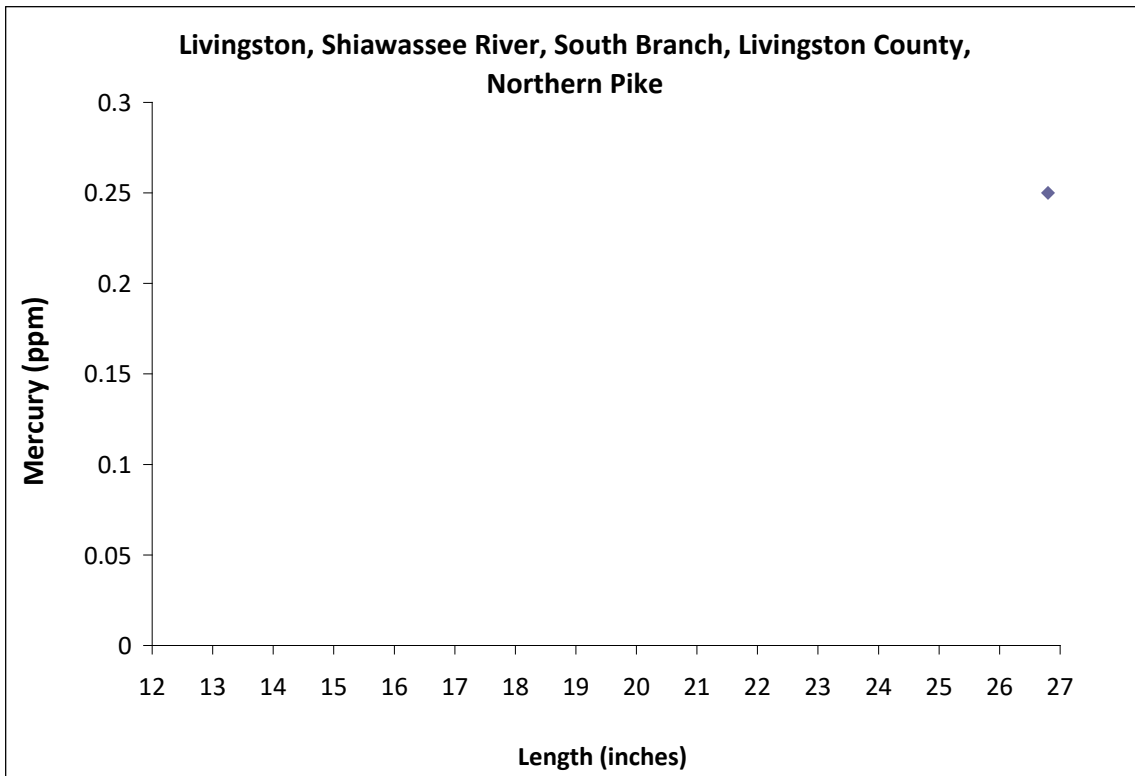 Livingston, Shiawassee River, South Branch, Livingston County,
Northern Pike
0.3
0.25
0.2
0.15
0.1
0.05
0
Mercury (ppm)
12 13 14 15 16 17 18 19 20 21 22 23 24 25 26 27
Length (inches)